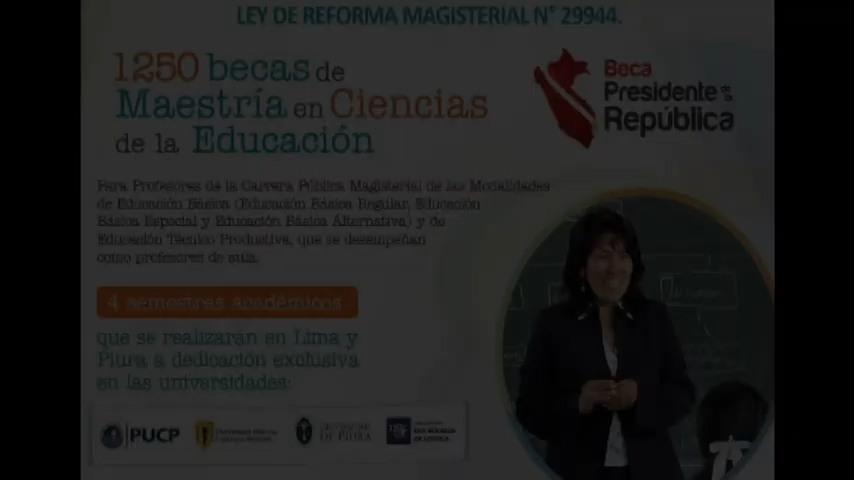 LEY DE REFORMA MAGISTERIAL N° 29944.
1250 becas de
Maestría en Ciencias
de la Educación
Beca
Presidente de la
República
Para Profesores de la Carrera Pública Magisterial de las Modalidades
de Educación Básica (Educación Básica Regular, Educación
Básica Especial y Educación Básica Alternativa) y de
Educación Técnico Productiva, que se desempeñan
como profesores de aula.
4 semestres académicos
que se realizarán en Lima y
Piura a dedicación exclusiva
en las universidades:
PUCP
UNIVERSIDAD
DE PIURA